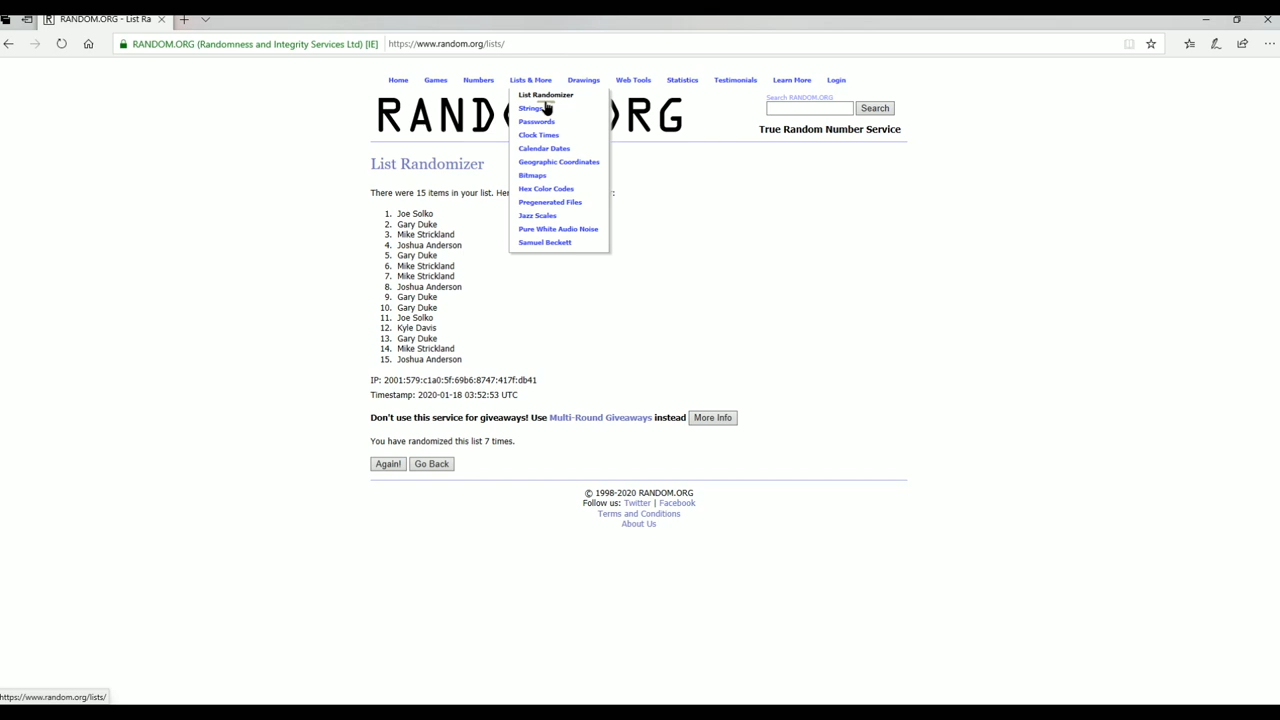 RANDOM.ORG - List Ra
RANDOM.ORG (Randomness and Integrity Services Ltd) [IE] https://www.random.org/lists/
Home Games Numbers Lists & More Drawings Web Tools Statistics Testimonials Learn More Login
List Randomizer
Strings
Passwords
Clock Times
Calendar Dates
Geographic Coordinates
Bitmaps
Hex Color Codes
Pregenerated Files
Jazz Scales
Pure White Audio Noise
Samuel Beckett
Search RANDOM.ORG
Search
True Random Number Service
List Randomizer
There were 15 items in your list. Her
1. Joe Solko
2. Gary Duke
3. Mike Strickland
4. Joshua Anderson
5. Gary Duke
6. Mike Strickland
7. Mike Strickland
8. Joshua Anderson
9. Gary Duke
10. Gary Duke
11. Joe Solko
12. Kyle Davis
13. Gary Duke
14. Mike Strickland
15. Joshua Anderson
IP: 2001:579:c1a0:5f:69b6:8747:417f:db41
Timestamp: 2020-01-18 03:52:53 UTC
Don't use this service for giveaways! Use Multi-Round Giveaways instead More Info
You have randomized this list 7 times.
Again! Go Back
© 1998-2020 RANDOM.ORG
Follow us: Twitter | Facebook
Terms and Conditions
About Us
https://www.random.org/lists/